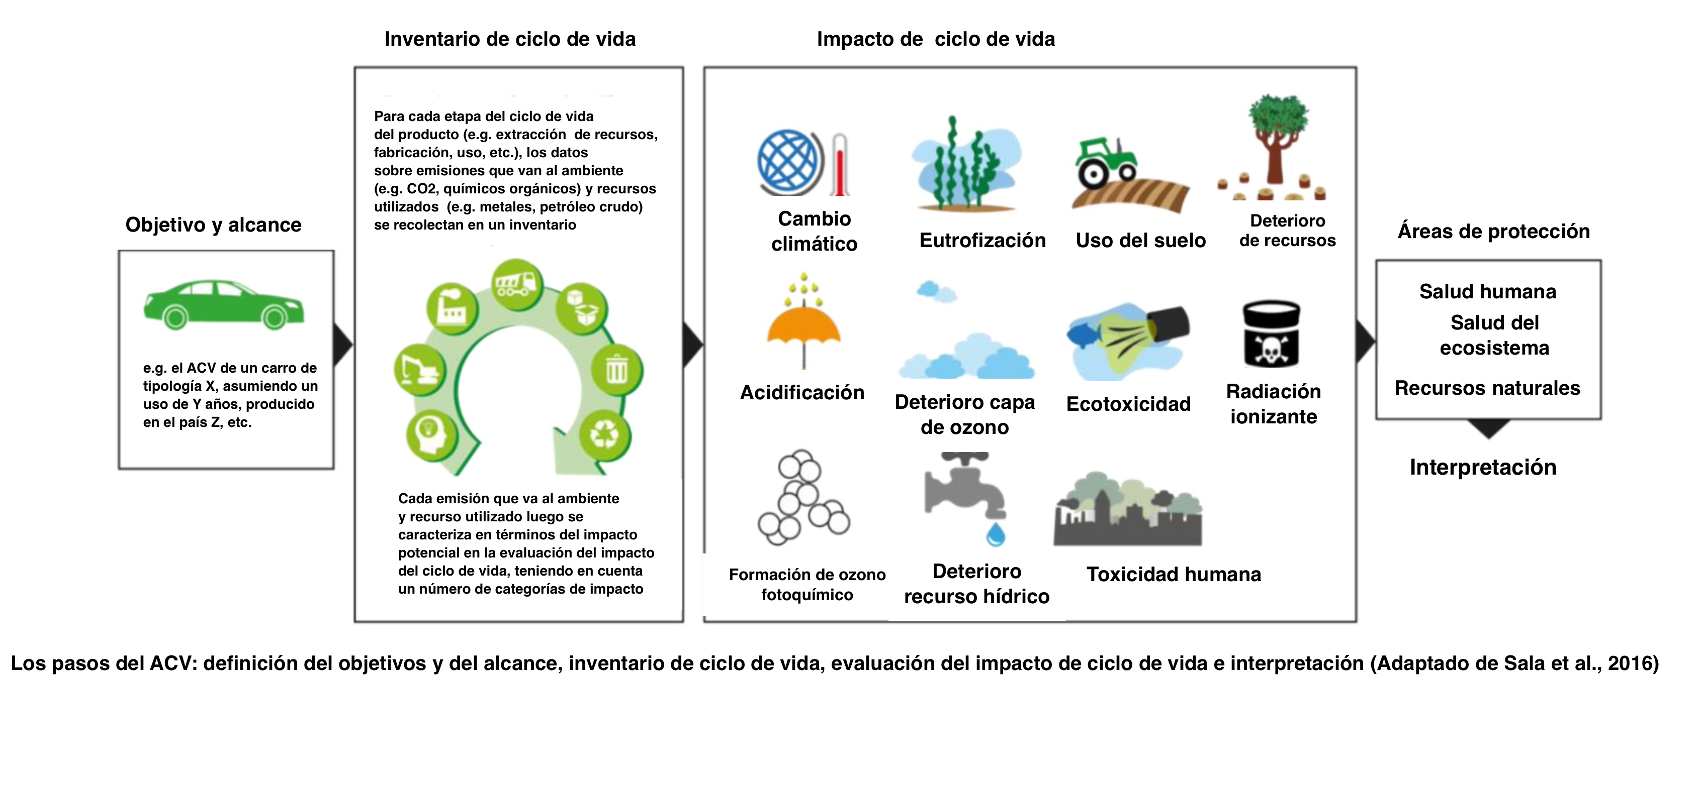 Objetivo y alcance
e.g. el ACV de un carro de
tipología X, asumiendo un
uso de Y años, producido
en el país Z, etc.
Inventario de ciclo de vida
Para cada etapa del ciclo de vida
del producto (e.g. extracción  de recursos,
fabricación, uso, etc.), los datos
sobre emisiones que van al ambiente
(e.g. CO2, químicos orgánicos) y recursos
utilizados  (e.g. metales, petróleo crudo)
se recolectan en un inventario
Cada emisión que va al ambiente
y recurso utilizado luego se
caracteriza en términos del impacto
potencial en la evaluación del impacto
del ciclo de vida, teniendo en cuenta
un número de categorías de impacto
Impacto de  ciclo de vida
Cambio
climático
Eutrofización
Uso del suelo
Deterioro
de recursos
Acidificación
Deterioro capa
de ozono
Ecotoxicidad
Radiación
ionizante
Formación de ozono
fotoquímico
Deterioro
recurso hídrico
Toxicidad humana
Áreas de protección
Salud humana
Salud del
ecosistema
Recursos naturales
Interpretación
Los pasos del ACV: definición del objetivos y del alcance, inventario de ciclo de vida, evaluación del impacto de ciclo de vida e interpretación (Adaptado de Sala et al., 2016)